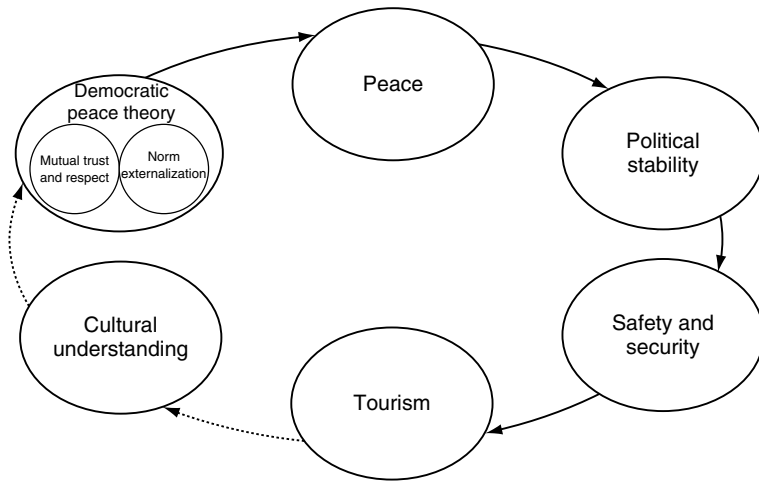 Democratic
peace theory
Mutual trust
and respect
Norm
externalization
Peace
Political
stability
Safety and
security
Tourism
Cultural
understanding